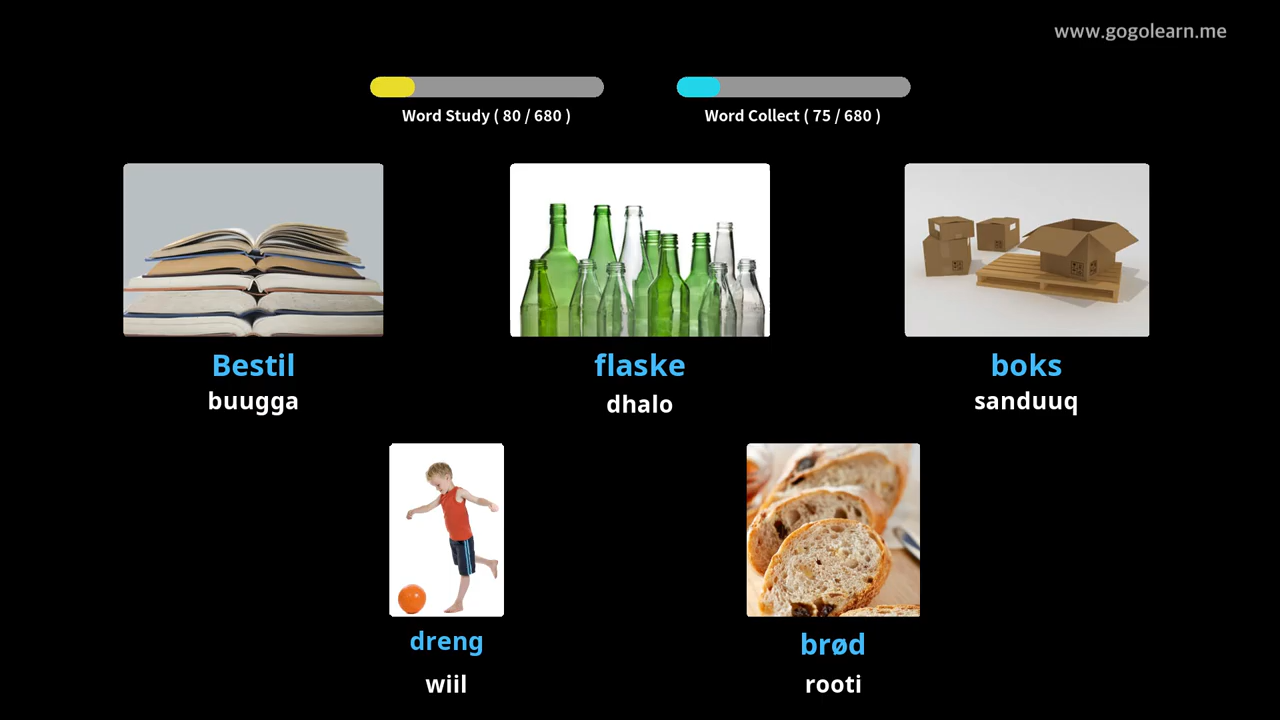 www.gogolearn.me
Word Study ( 80 / 680 )
Word Collect ( 75 / 680 )
Bestil
buugga
flaske
dhalo
boks
sanduuq
dreng
wiil
brød
rooti